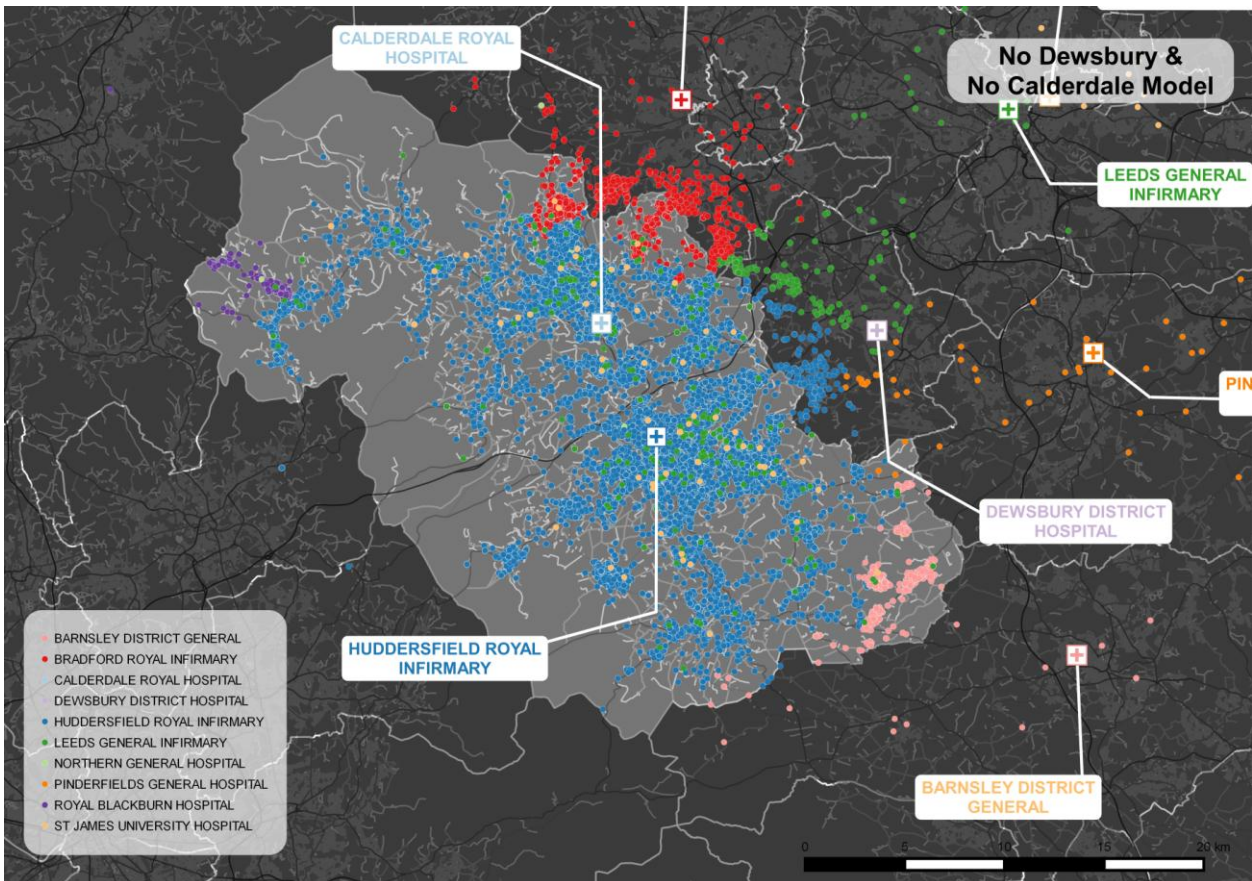 CALDERDALE ROYAL
HOSPITAL
No Dewsbury &
No Calderdale Model
LEEDS GENERAL
INFIRMARY
PIN
DEWSBURY DISTRICT
HOSPITAL
HUDDERSFIELD ROYAL
INFIRMARY
BARNSLEY DISTRICT
GENERAL
BARNSLEY DISTRICT GENERAL
BRADFORD ROYAL INFIRMARY
CALDERDALE ROYAL HOSPITAL
DEWSBURY DISTRICT HOSPITAL
HUDDERSFIELD ROYAL INFIRMARY
LEEDS GENERAL INFIRMARY
NORTHERN GENERAL HOSPITAL
PINDERFIELDS GENERAL HOSPITAL
ROYAL BLACKBURN HOSPITAL
ST JAMES UNIVERSITY HOSPITAL
0 5 10 15 20 km